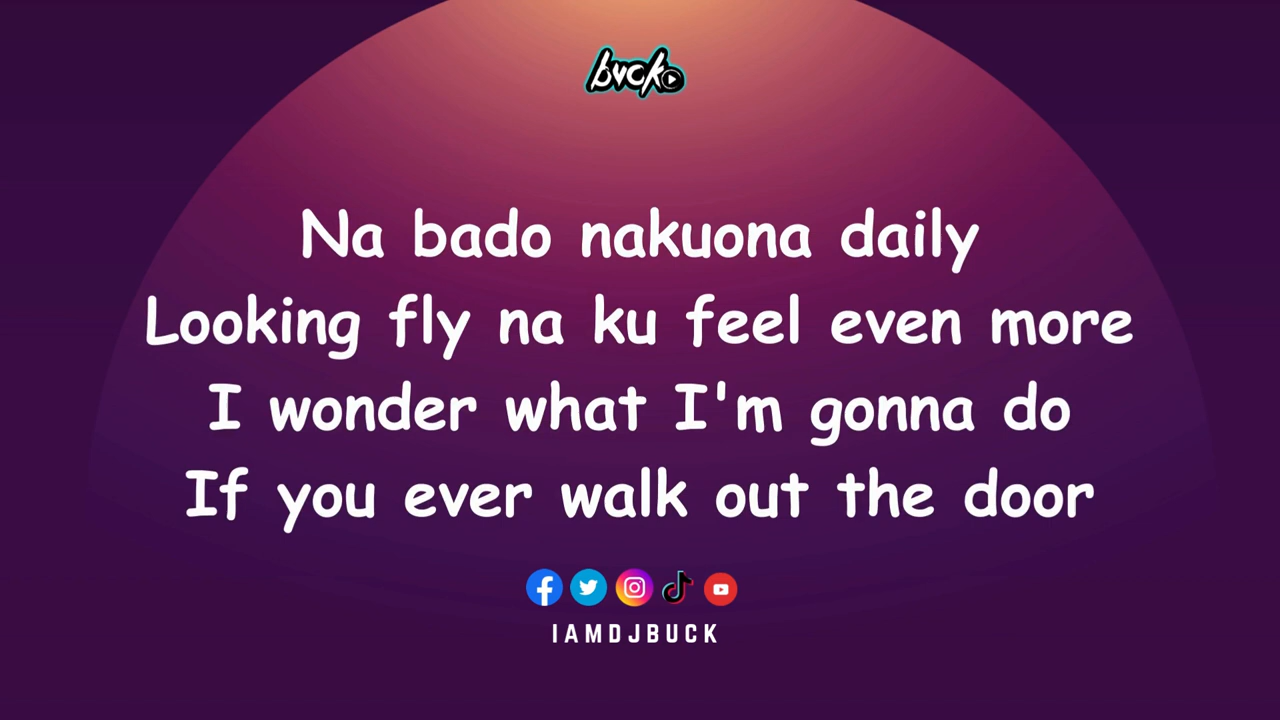 bvck
Na bado nakuona daily
Looking fly na ku feel even more
I wonder what I'm gonna do
If you ever walk out the door
IAMDJBUCK